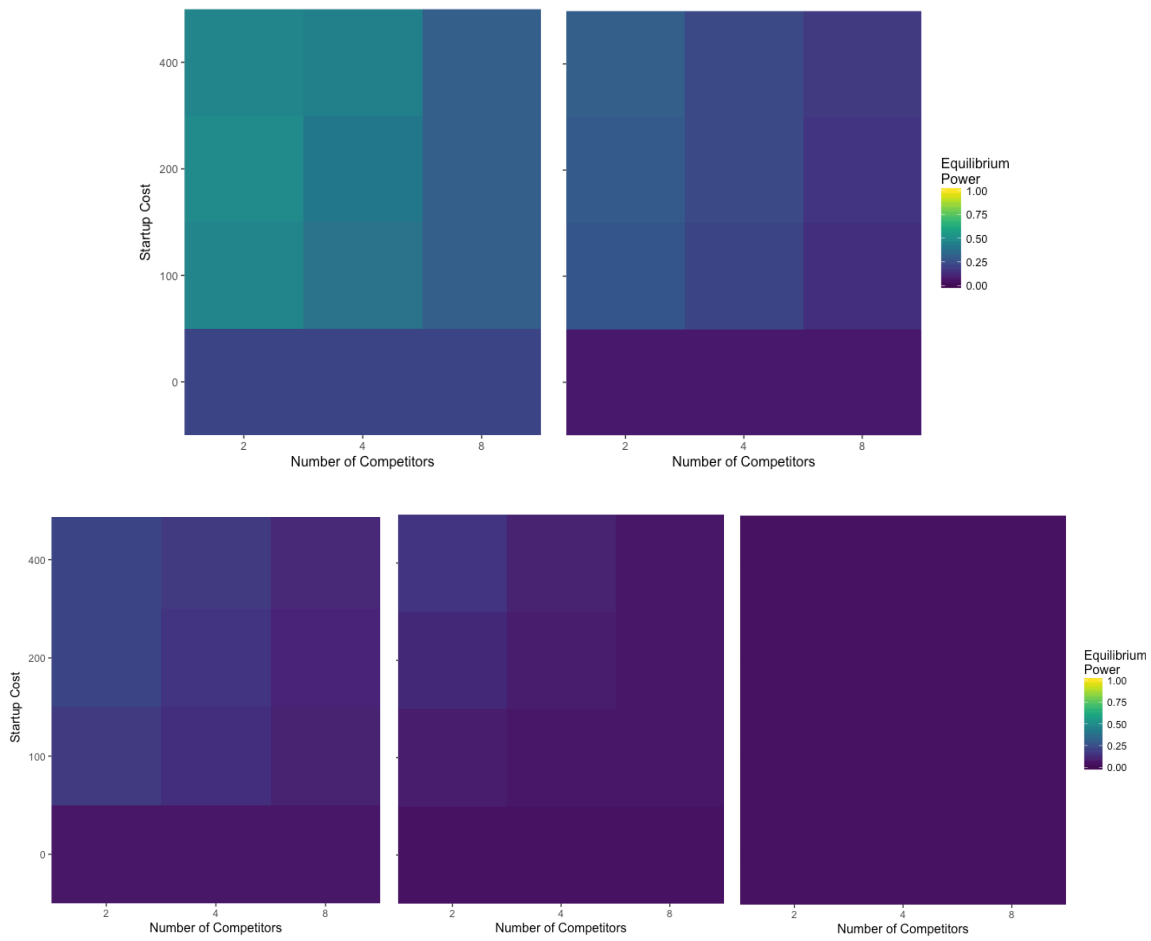 400
200
100
0
Startup Cost
2 4 8
Number of Competitors
2 4 8
Number of Competitors
Equilibrium
Power
1.00
0.75
0.50
0.25
0.00
400
200
100
0
Startup Cost
2 4 8
Number of Competitors
2 4 8
Number of Competitors
2 4 8
Number of Competitors
Equilibrium
Power
1.00
0.75
0.50
0.25
0.00